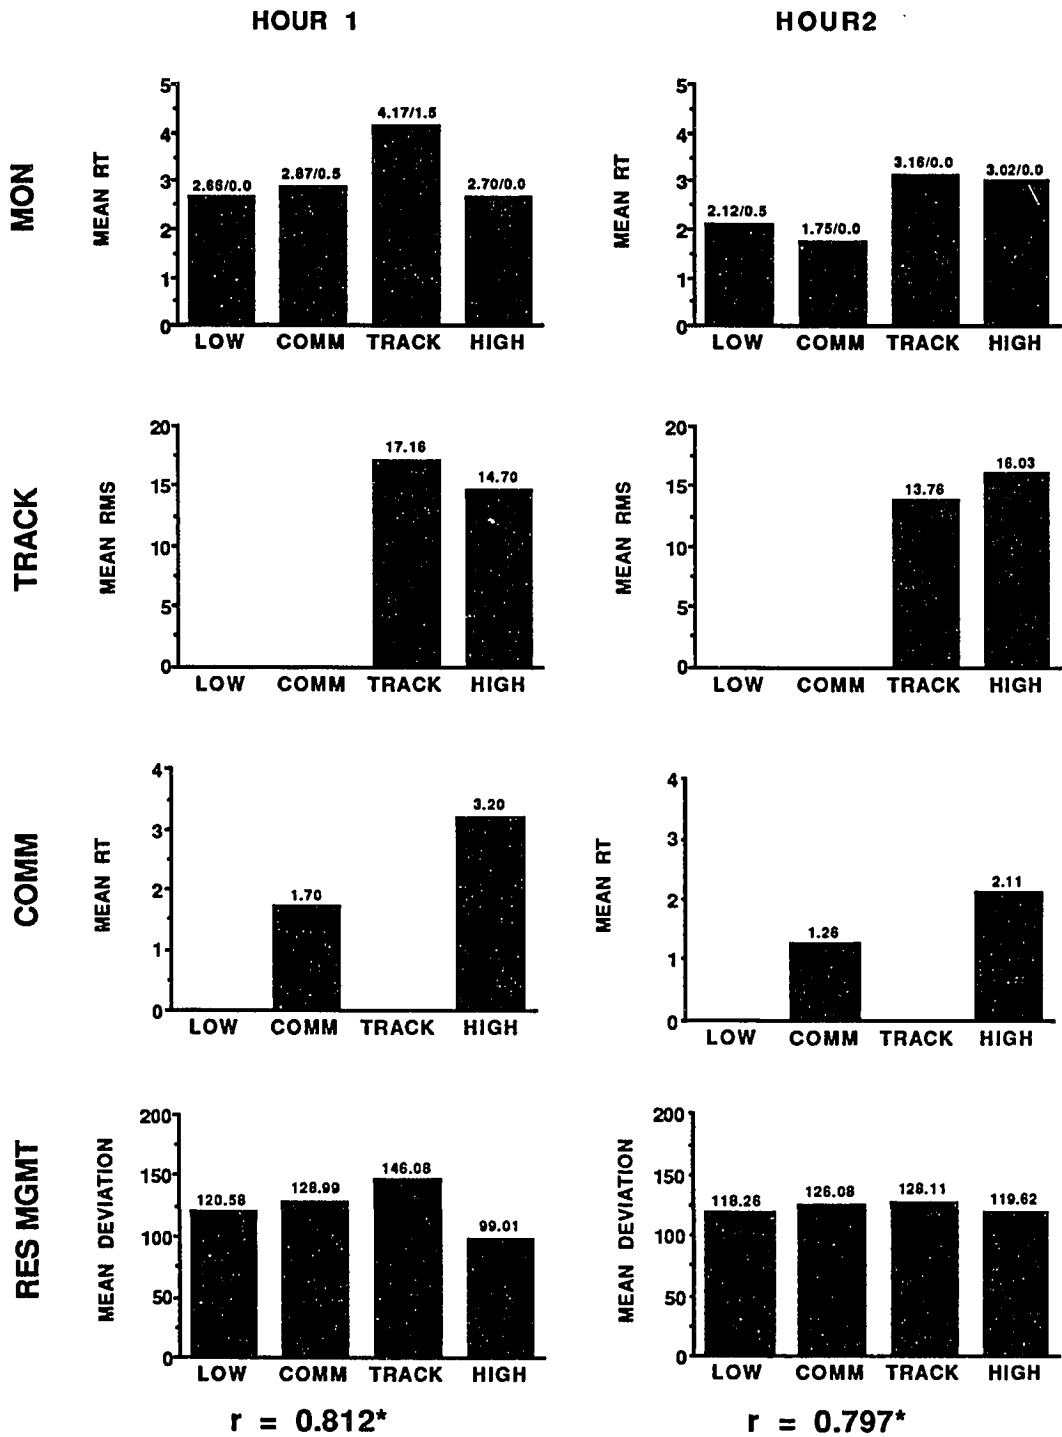 HOUR 1 HOUR2
MON
MEAN RT
5
4
3
2
1
0
2.66/0.0 2.87/0.5 4.17/1.5 2.70/0.0
LOW COMM TRACK HIGH
MEAN RT
5
4
3
2
1
0
2.12/0.5 1.75/0.0 3.16/0.0 3.02/0.0
LOW COMM TRACK HIGH
TRACK
MEAN RMS
20
15
10
5
0
17.16 14.70
LOW COMM TRACK HIGH
MEAN RMS
20
15
10
5
0
13.76 16.03
LOW COMM TRACK HIGH
COMM
MEAN RT
4
3
2
1
0
1.70 3.20
LOW COMM TRACK HIGH
MEAN RT
4
3
2
1
0
1.26 2.11
LOW COMM TRACK HIGH
RES MGMT
MEAN DEVIATION
200
150
100
50
0
120.58 128.99 146.08 99.01
LOW COMM TRACK HIGH
MEAN DEVIATION
200
150
100
50
0
118.26 126.08 128.11 119.62
LOW COMM TRACK HIGH
r = 0.812* r = 0.797*